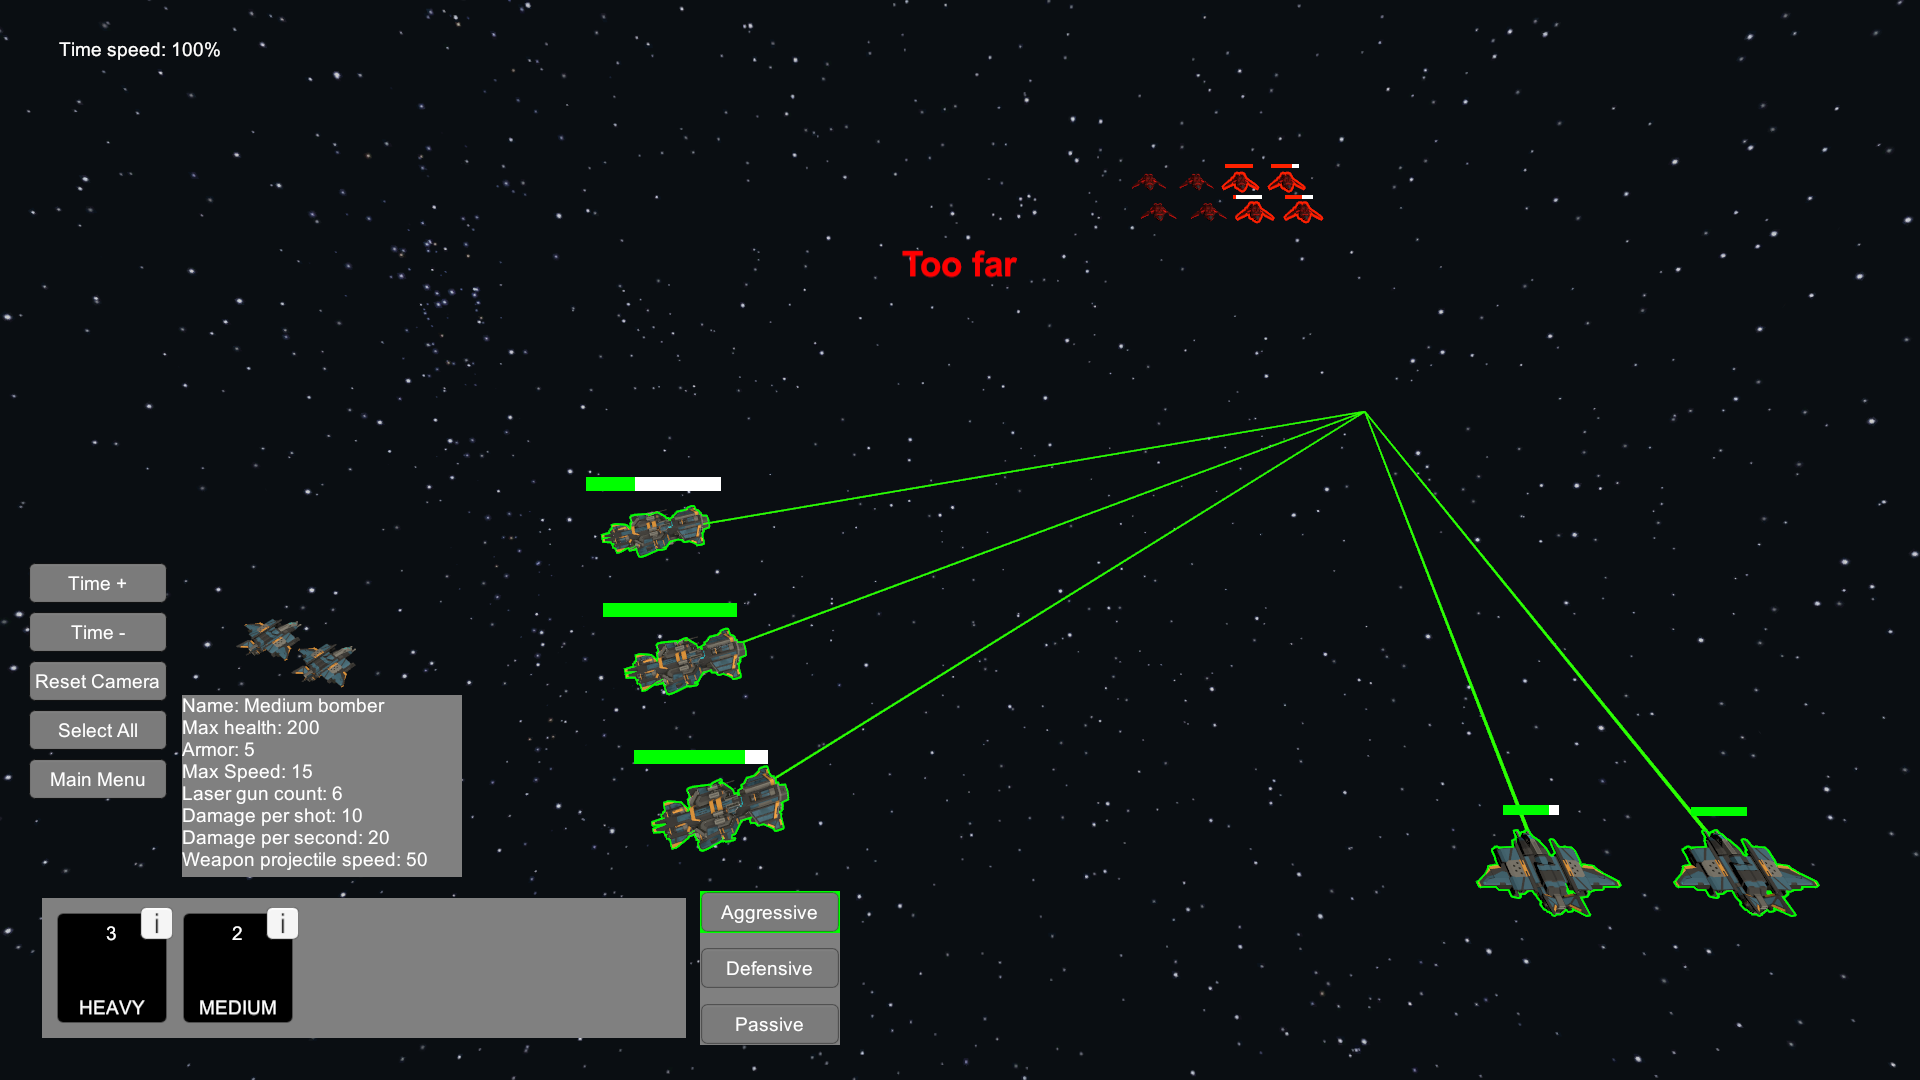 Time speed: 100%
Too far
Time +
Time -
Reset Camera
Select All
Main Menu
Name: Medium bomber
Max health: 200
Armor: 5
Max Speed: 15
Laser gun count: 6
Damage per shot: 10
Damage per second: 20
Weapon projectile speed: 50
3 i
HEAVY
2 i
MEDIUM
Aggressive
Defensive
Passive